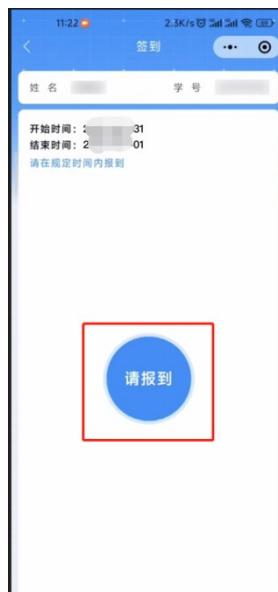 11:22 2.3K/s
签到
姓 名 学 号
开始时间：2 31
结束时间：2 01
请在规定时间内报到
请报到